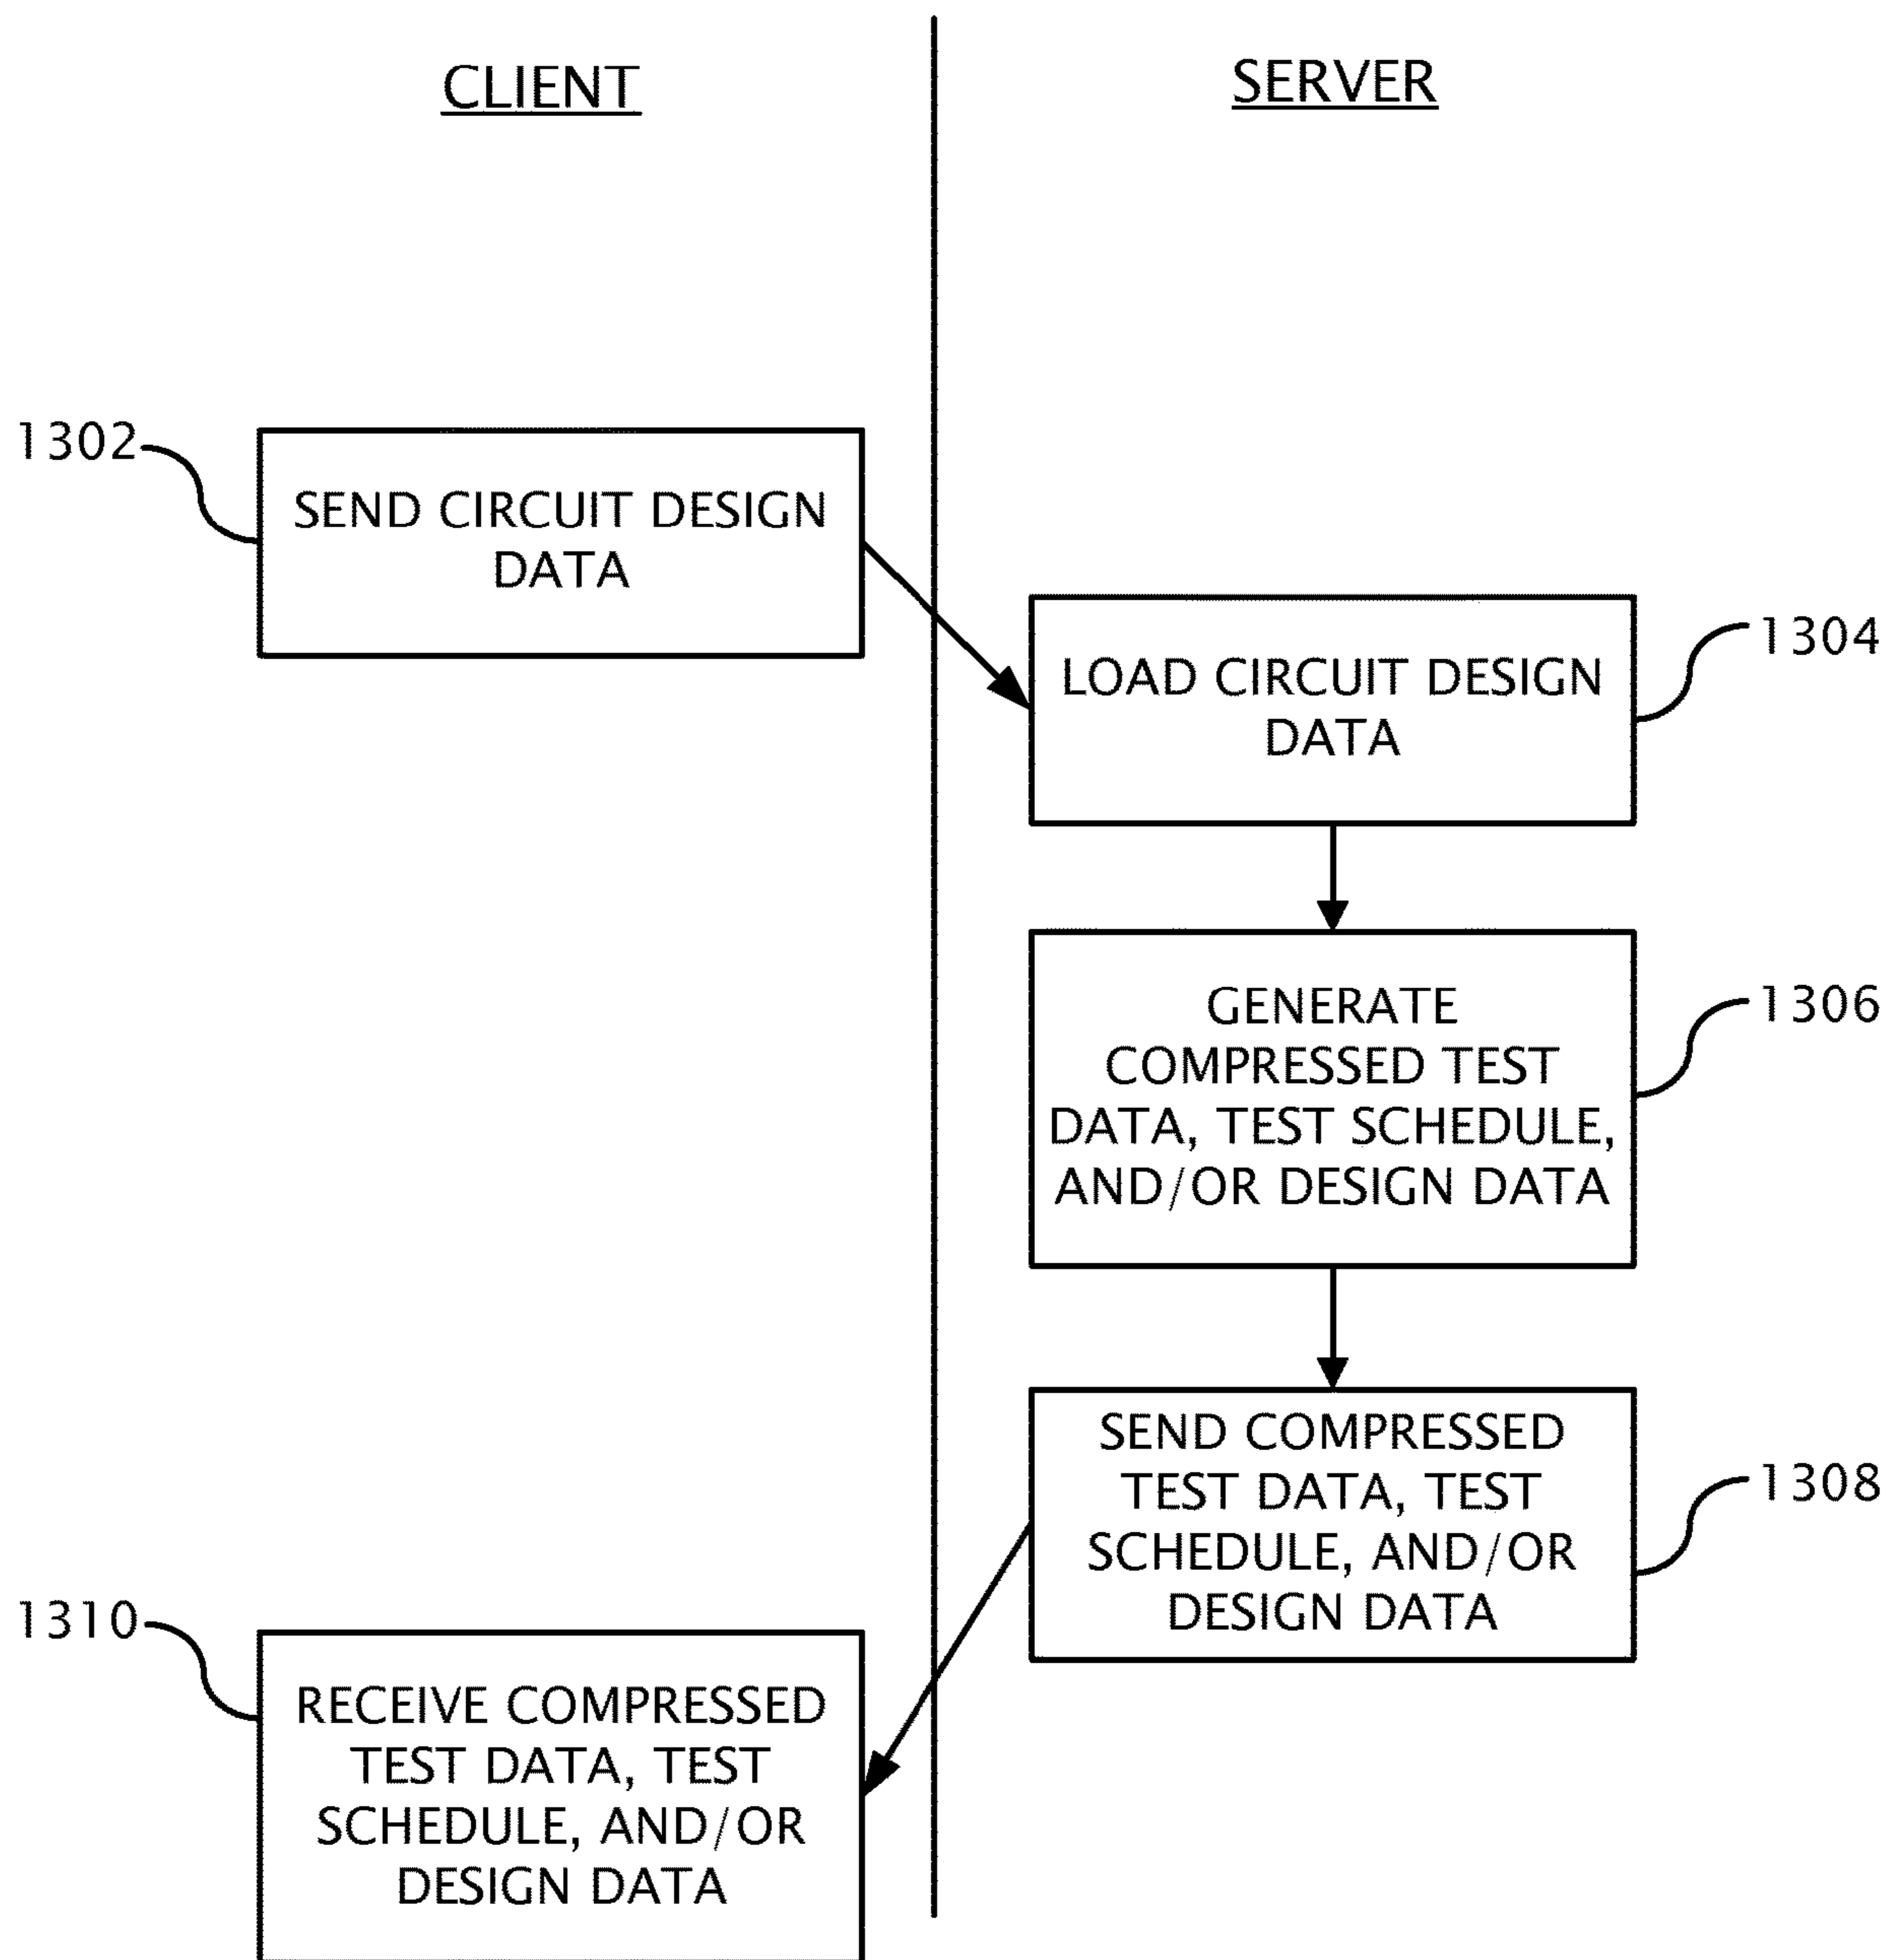 CLIENT
SERVER
1302
SEND CIRCUIT DESIGN
DATA
1304
LOAD CIRCUIT DESIGN
DATA
1306
GENERATE
COMPRESSED TEST
DATA, TEST SCHEDULE,
AND/OR DESIGN DATA
1308
SEND COMPRESSED
TEST DATA, TEST
SCHEDULE, AND/OR
DESIGN DATA
1310
RECEIVE COMPRESSED
TEST DATA, TEST
SCHEDULE, AND/OR
DESIGN DATA